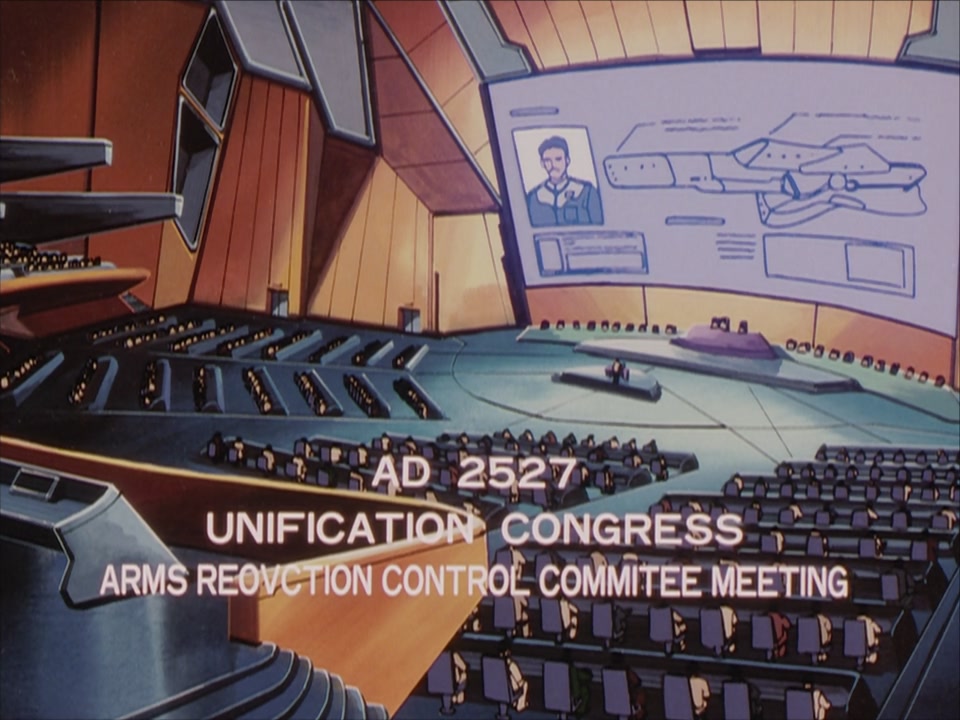 AD 2527
UNIFICATION CONGRESS
ARMS REOVCTION CONTROL COMMITEE MEETING